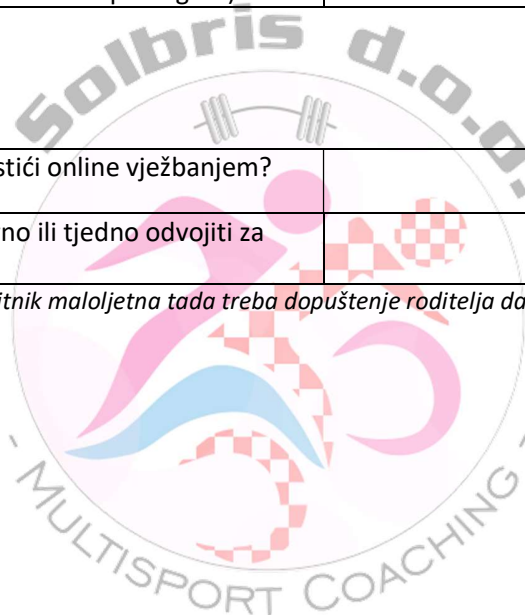 Solbris d.o.o.
stići online vježbanjem?
no ili tjedno odvojiti za
itnik maloljetna tada treba dopuštenje roditelja da
- MULTISPORT COACHING -